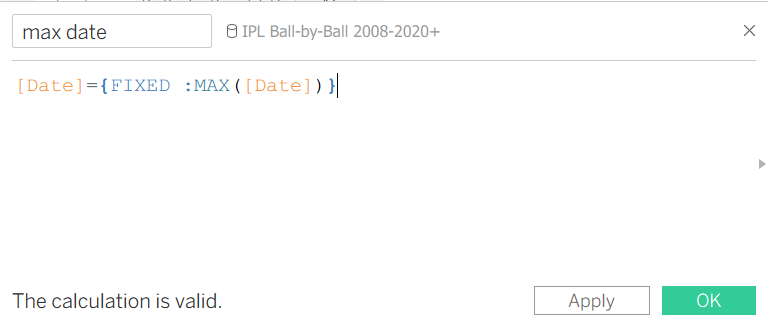 max date
IPL Ball-by-Ball 2008-2020+
[Date]={FIXED :MAX([Date])}
The calculation is valid.
Apply
OK